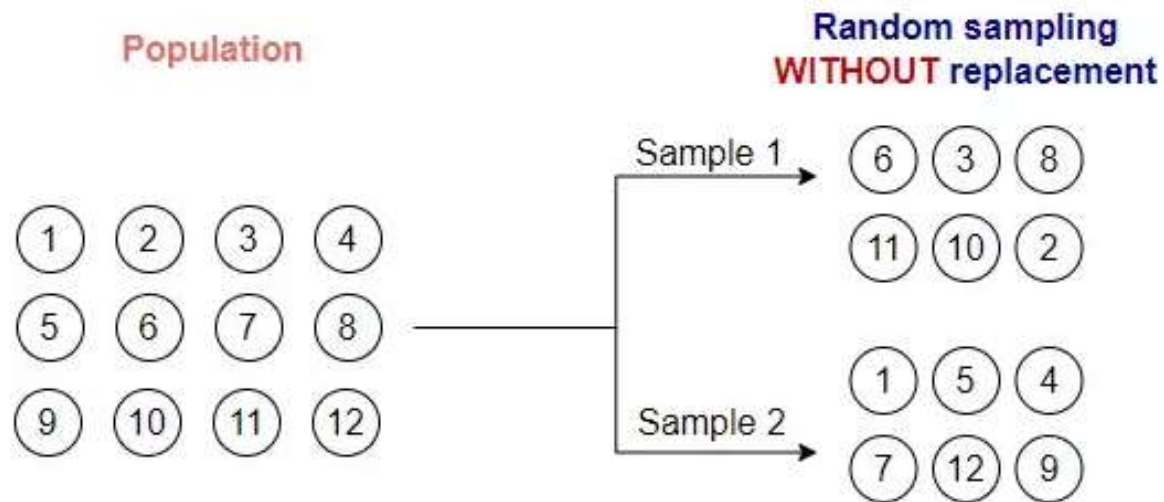 Population
Random sampling
WITHOUT replacement
1 2 3 4
5 6 7 8
9 10 11 12
Sample 1
6 3 8
11 10 2
Sample 2
1 5 4
7 12 9